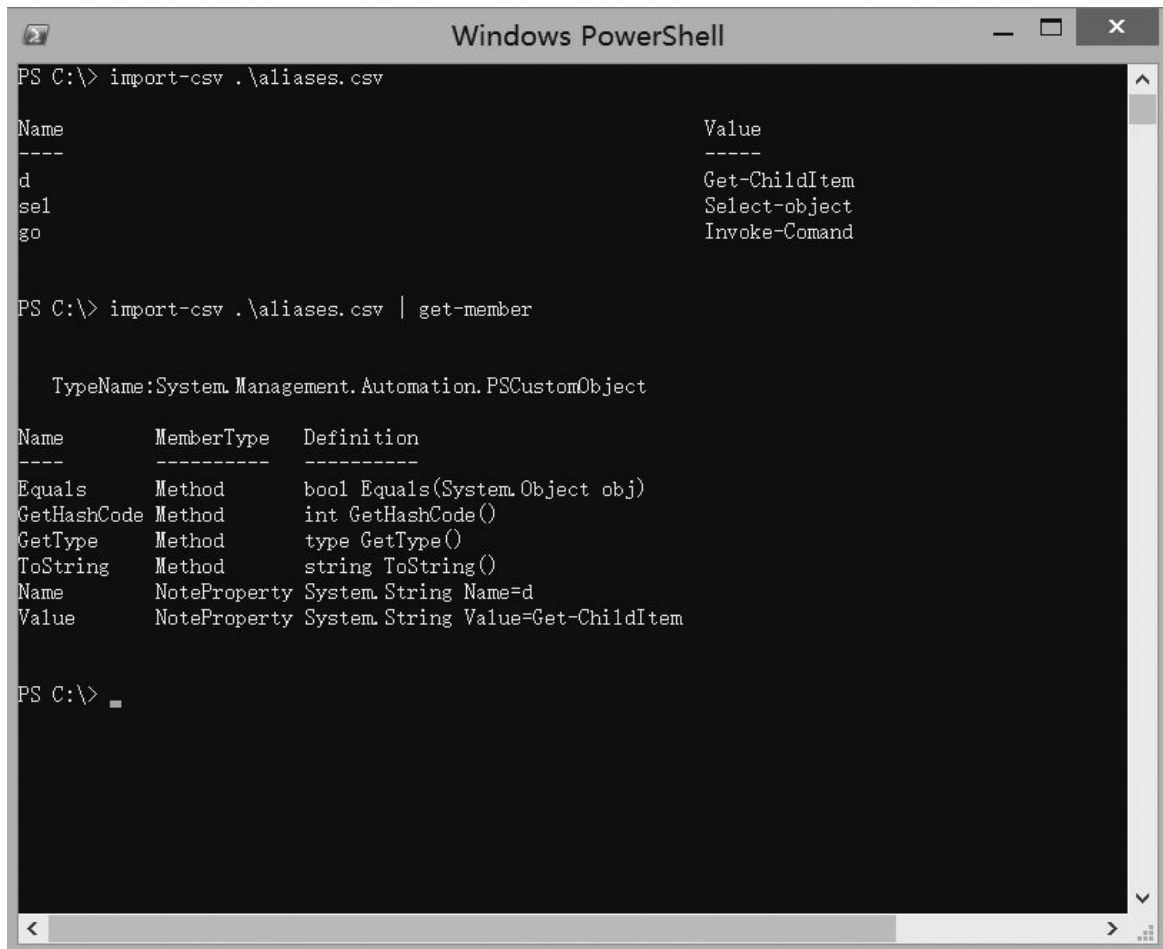 Windows PowerShell
PS C:\> import-csv .\aliases.csv
Name Value
---- -----
d Get-ChildItem
sel Select-object
go Invoke-Comand
PS C:\> import-csv .\aliases.csv | get-member
TypeName:System.Management.Automation.PSCustomObject
Name MemberType Definition
---- ---------- ----------
Equals Method bool Equals(System.Object obj)
GetHashCode Method int GetHashCode()
GetType Method type GetType()
ToString Method string ToString()
Name NoteProperty System.String Name=d
Value NoteProperty System.String Value=Get-ChildItem
PS C:\> _